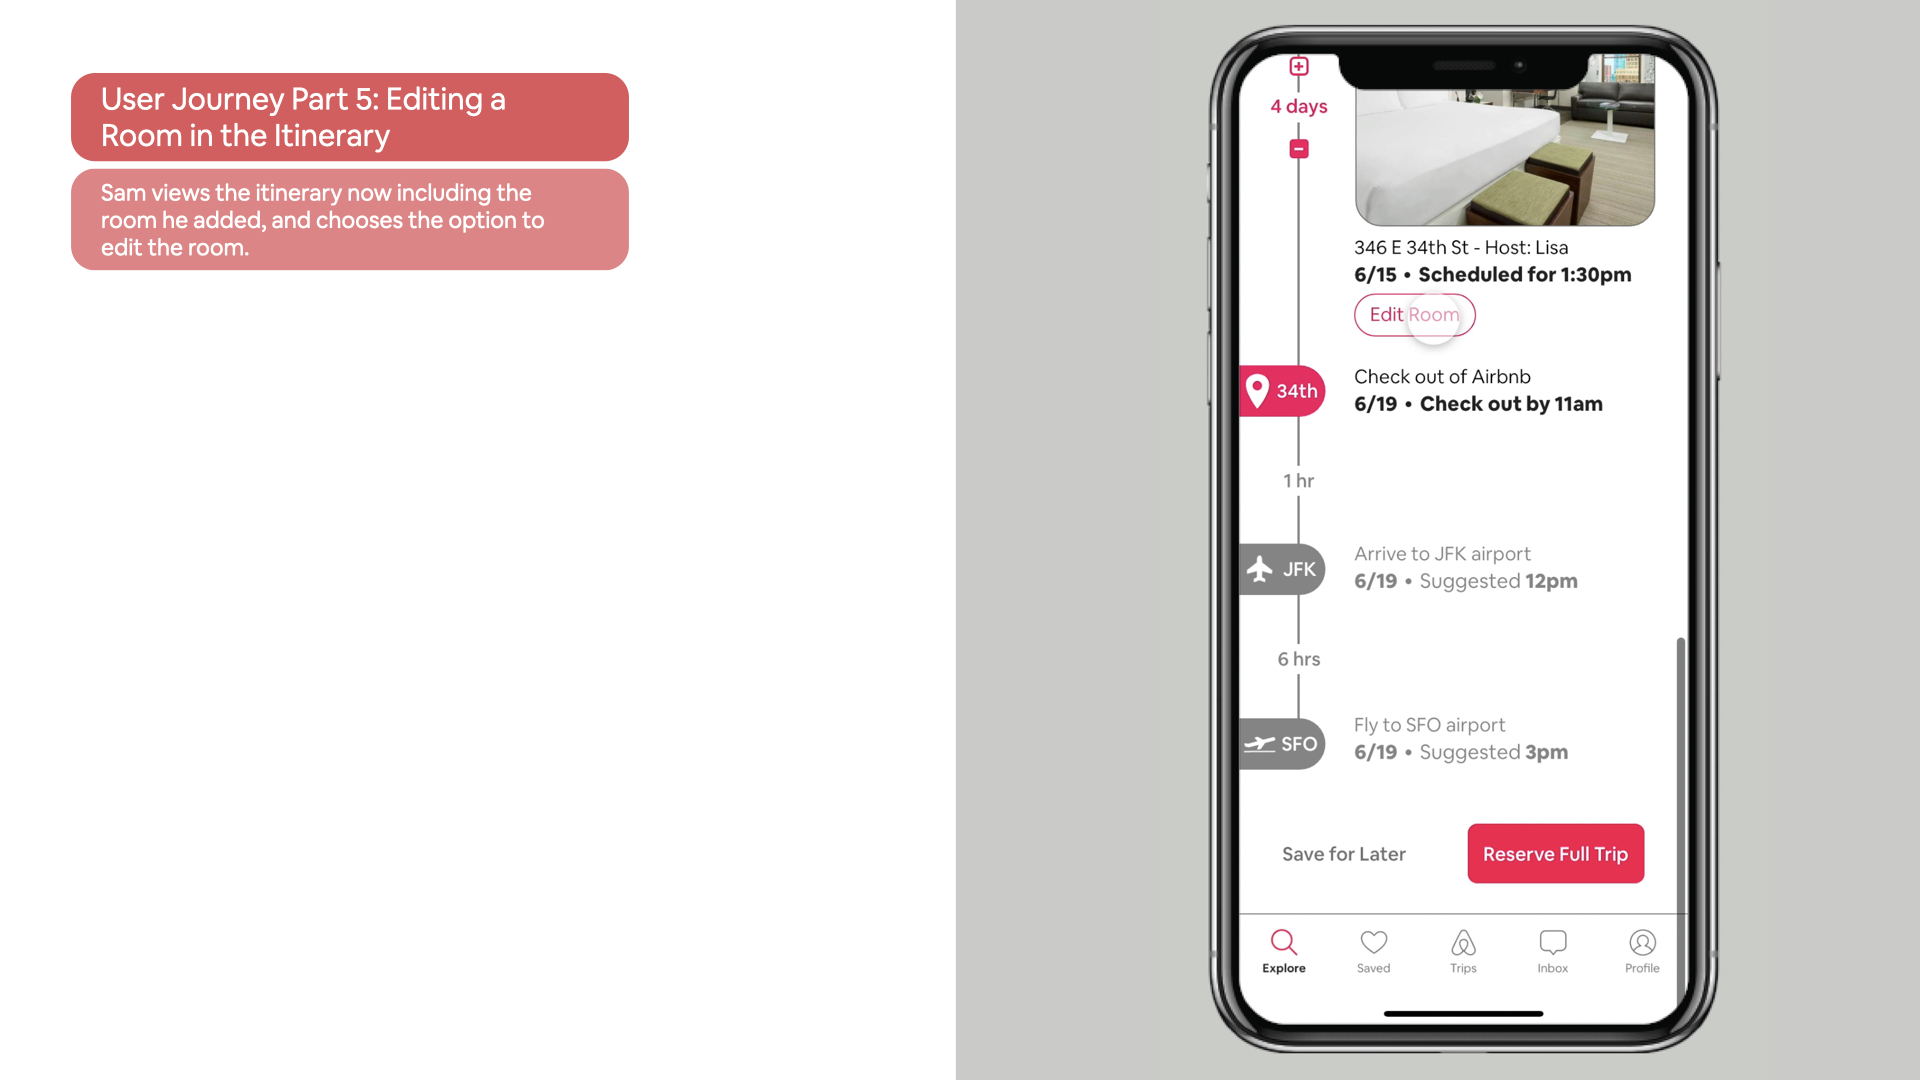 User Journey Part 5: Editing a
Room in the Itinerary
Sam views the itinerary now including the
room he added, and chooses the option to
edit the room.
4 days
346 E 34th St - Host: Lisa
6/15 • Scheduled for 1:30pm
Edit Room
34th
Check out of Airbnb
6/19 • Check out by 11am
1 hr
JFK
Arrive to JFK airport
6/19 • Suggested 12pm
6 hrs
SFO
Fly to SFO airport
6/19 • Suggested 3pm
Save for Later
Reserve Full Trip
Explore
Saved
Trips
Inbox
Profile